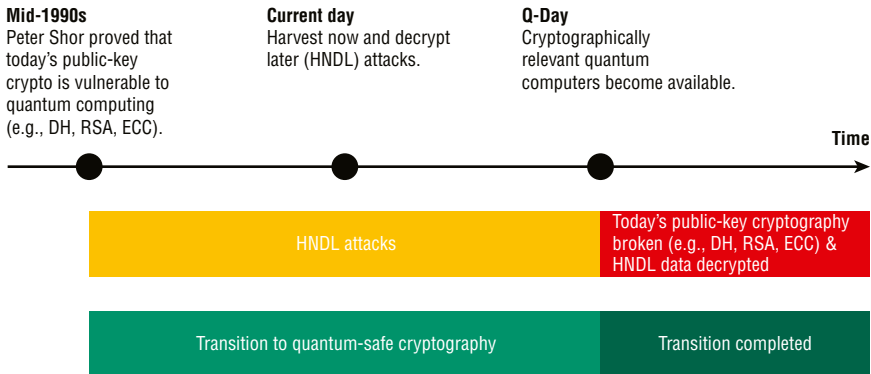 Mid-1990s
Peter Shor proved that
today's public-key
crypto is vulnerable to
quantum computing
(e.g., DH, RSA, ECC).
Current day
Harvest now and decrypt
later (HNDL) attacks.
Q-Day
Cryptographically
relevant quantum
computers become available.
Time
HNDL attacks
Today's public-key cryptography
broken (e.g., DH, RSA, ECC) &
HNDL data decrypted
Transition to quantum-safe cryptography
Transition completed